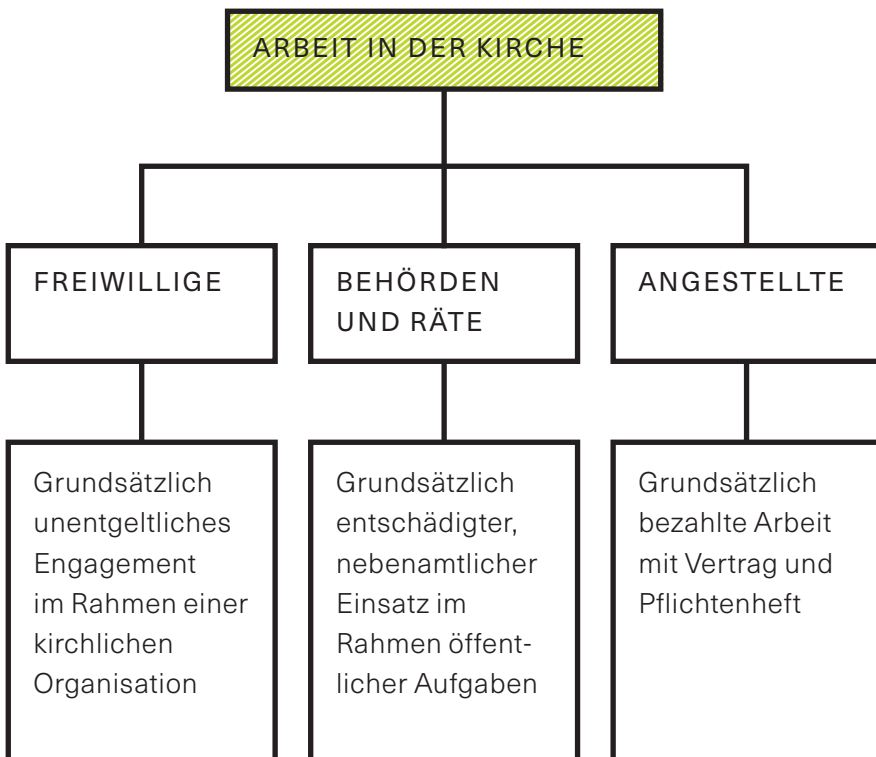 ARBEIT IN DER KIRCHE
FREIWILLIGE
BEHÖRDEN
UND RÄTE
ANGESTELLTE
Grundsätzlich
unentgeltliches
Engagement
im Rahmen einer
kirchlichen
Organisation
Grundsätzlich
entschädigter,
nebenamtlicher
Einsatz im
Rahmen öffent-
licher Aufgaben
Grundsätzlich
bezahlte Arbeit
mit Vertrag und
Pflichtenheft